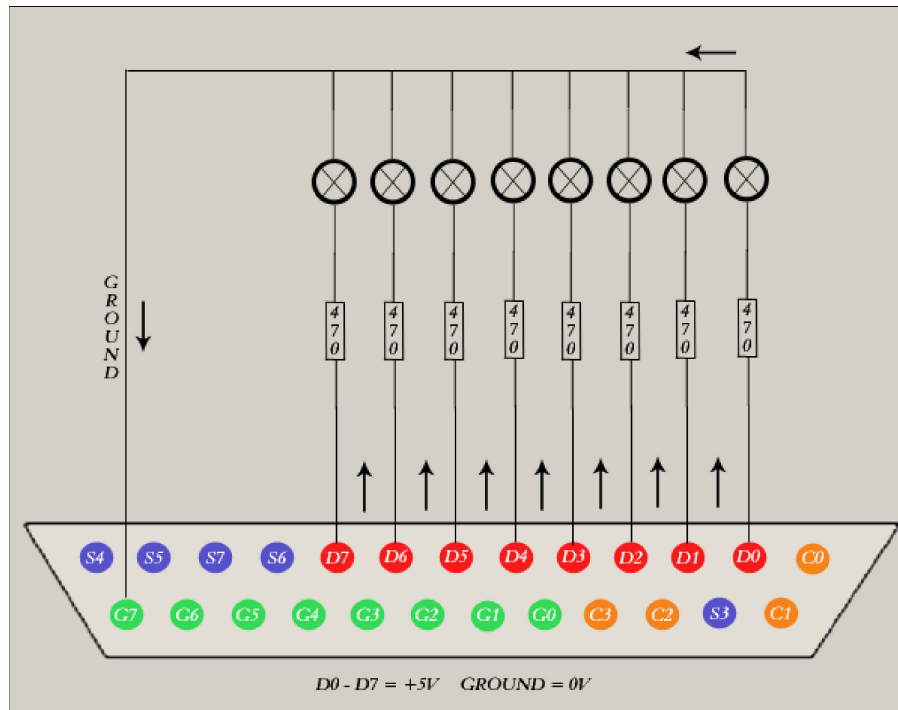 GROUND
470 470 470 470 470 470 470 470
S4 S5 S7 S6 D7 D6 D5 D4 D3 D2 D1 D0 C0
G7 G6 G5 G4 G3 G2 G1 G0 C3 C2 S3 C1
D0 - D7 = +5V GROUND = 0V